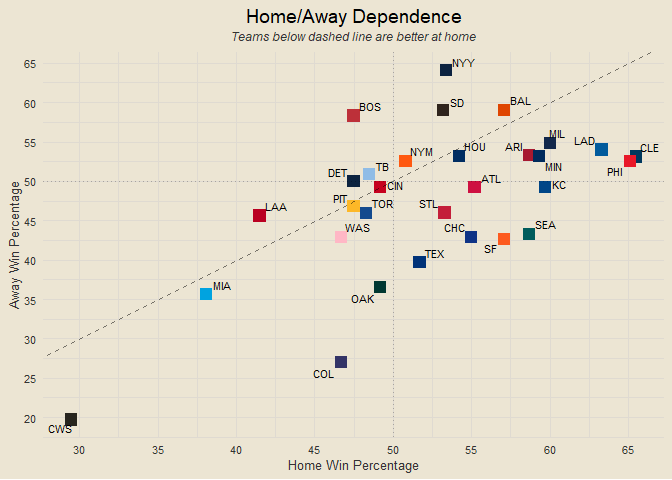 Home/Away Dependence
Teams below dashed line are better at home
Away Win Percentage
65
60
55
50
45
40
35
30
25
20
NYY
BOS
SD
BAL
MIL
LAD
CLE
NYM
HOU
ARI
MIN
PHI
DET
TB
CIN
ATL
KC
PIT
TOR
LAA
STL
WAS
CHC
SF
SEA
TEX
MIA
OAK
COL
CWS
30
35
40
45
50
55
60
65
Home Win Percentage